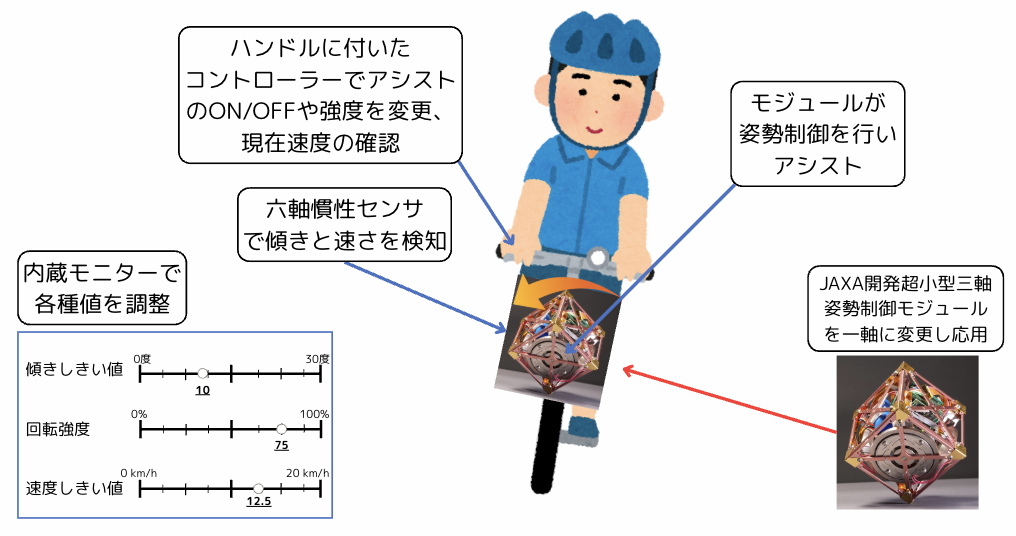 ハンドルに付いた
コントローラーでアシスト
のON/OFFや強度を変更、
現在速度の確認
モジュールが
姿勢制御を行い
アシスト
六軸慣性センサ
で傾きと速さを検知
内蔵モニターで
各種値を調整
JAXA開発超小型三軸
姿勢制御モジュール
を一軸に変更し応用
傾きしきい値
0度
30度
10
回転強度
0%
100%
75
速度しきい値
0 km/h
20 km/h
12.5